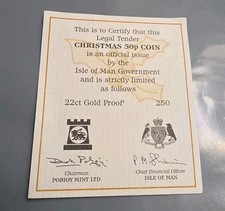 This is to Certify that this
Legal Tender
CHRISTMAS 50p COIN
is an official issue
by the
Isle of Man Government
and is strictly limited
as follows
22ct Gold Proof 250
Chairman
POBJOY MINT LTD
Chief Financial Officer
ISLE OF MAN